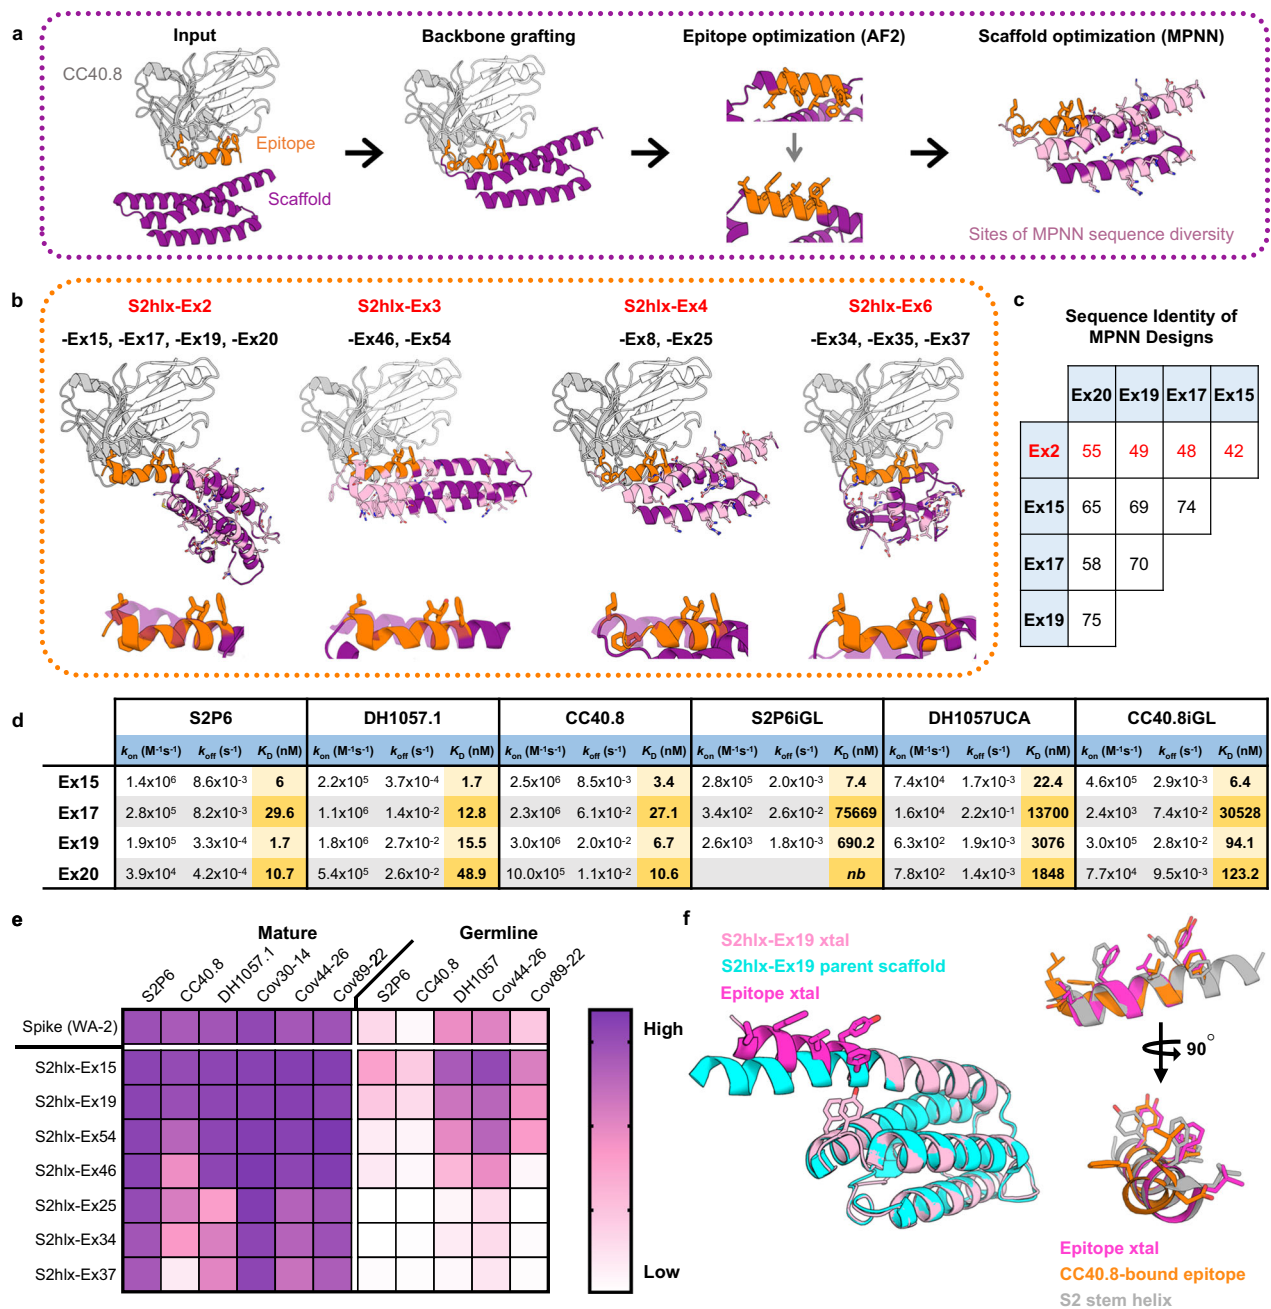 a
Input
Backbone grafting
Epitope optimization (AF2)
Scaffold optimization (MPNN)
CC40.8
Epitope
Scaffold
Sites of MPNN sequence diversity
b
S2hlx-Ex2
S2hlx-Ex3
S2hlx-Ex4
S2hlx-Ex6
-Ex15, -Ex17, -Ex19, -Ex20
-Ex46, -Ex54
-Ex8, -Ex25
-Ex34, -Ex35, -Ex37
c
Sequence Identity of
MPNN Designs
Ex20 Ex19 Ex17 Ex15
Ex2 55 49 48 42
Ex15 65 69 74
Ex17 58 70
Ex19 75
d
S2P6 DH1057.1 CC40.8 S2P6iGL DH1057UCA CC40.8iGL
kon (M-1s-1) koff (s-1) KD (nM) kon (M-1s-1) koff (s-1) KD (nM) kon (M-1s-1) koff (s-1) KD (nM) kon (M-1s-1) koff (s-1) KD (nM) kon (M-1s-1) koff (s-1) KD (nM) kon (M-1s-1) koff (s-1) KD (nM)
Ex15 1.4x10⁶ 8.6x10⁻³ 6 2.2x10⁵ 3.7x10⁻⁴ 1.7 2.5x10⁶ 8.5x10⁻³ 3.4 2.8x10⁵ 2.0x10⁻³ 7.4 7.4x10⁴ 1.7x10⁻³ 22.4 4.6x10⁵ 2.9x10⁻³ 6.4
Ex17 2.8x10⁵ 8.2x10⁻³ 29.6 1.1x10⁶ 1.4x10⁻² 12.8 2.3x10⁶ 6.1x10⁻² 27.1 3.4x10² 2.6x10⁻² 75669 1.6x10⁴ 2.2x10⁻¹ 13700 2.4x10³ 7.4x10⁻² 30528
Ex19 1.9x10⁵ 3.3x10⁻⁴ 1.7 1.8x10⁶ 2.7x10⁻² 15.5 3.0x10⁶ 2.0x10⁻² 6.7 2.6x10³ 1.8x10⁻³ 690.2 6.3x10² 1.9x10⁻³ 3076 3.0x10⁵ 2.8x10⁻² 94.1
Ex20 3.9x10⁴ 4.2x10⁻⁴ 10.7 5.4x10⁵ 2.6x10⁻² 48.9 10.0x10⁵ 1.1x10⁻² 10.6 nb 7.8x10² 1.4x10⁻³ 1848 7.7x10⁴ 9.5x10⁻³ 123.2
e
Mature
Germline
S2P6 CC40.8 DH1057.1 Cov30-14 Cov44-26 Cov89-22 S2P6 CC40.8 DH1057 Cov44-26 Cov89-22
Spike (WA-2)
S2hlx-Ex15
S2hlx-Ex19
S2hlx-Ex54
S2hlx-Ex46
S2hlx-Ex25
S2hlx-Ex34
S2hlx-Ex37
High
Low
f
S2hlx-Ex19 xtal
S2hlx-Ex19 parent scaffold
Epitope xtal
90°
Epitope xtal
CC40.8-bound epitope
S2 stem helix